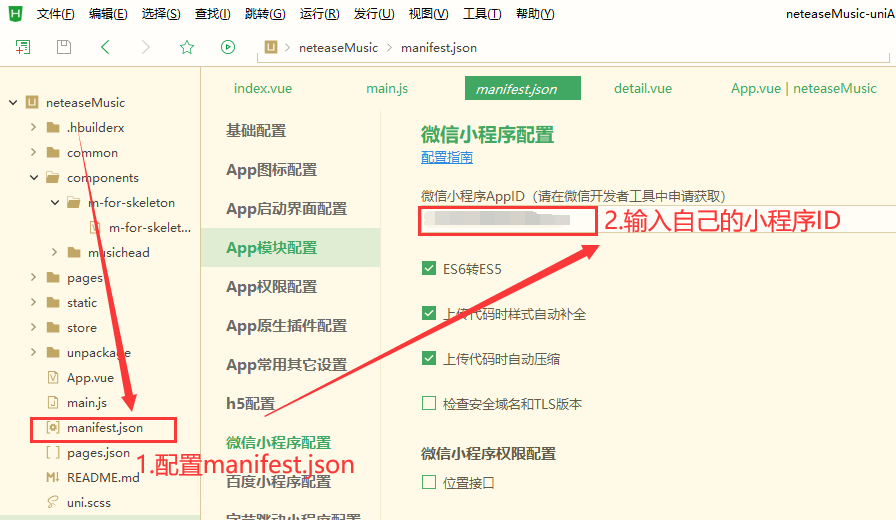 文件(F) 编辑(E) 选择(S) 查找(I) 跳转(G) 运行(R) 发行(U) 视图(V) 工具(T) 帮助(Y) neteaseMusic-uniA
neteaseMusic manifest.json
index.vue main.js manifest.json detail.vue App.vue | neteaseMusic
neteaseMusic
.hbuilderx
common
components
m-for-skeleton
m-for-skelet...
musichead
pages
static
store
unpackage
App.vue
main.js
manifest.json
pages.json
README.md
uni.scss
基础配置
App图标配置
App启动界面配置
App模块配置
App权限配置
App原生插件配置
App常用其它设置
h5配置
微信小程序配置
百度小程序配置
字节跳动小程序配置
1.配置manifest.json
微信小程序配置
配置指南
微信小程序AppID（请在微信开发者工具中申请获取）
2.输入自己的小程序ID
ES6转ES5
上传代码时样式自动补全
上传代码时自动压缩
检查安全域名和TLS版本
微信小程序权限配置
位置接口